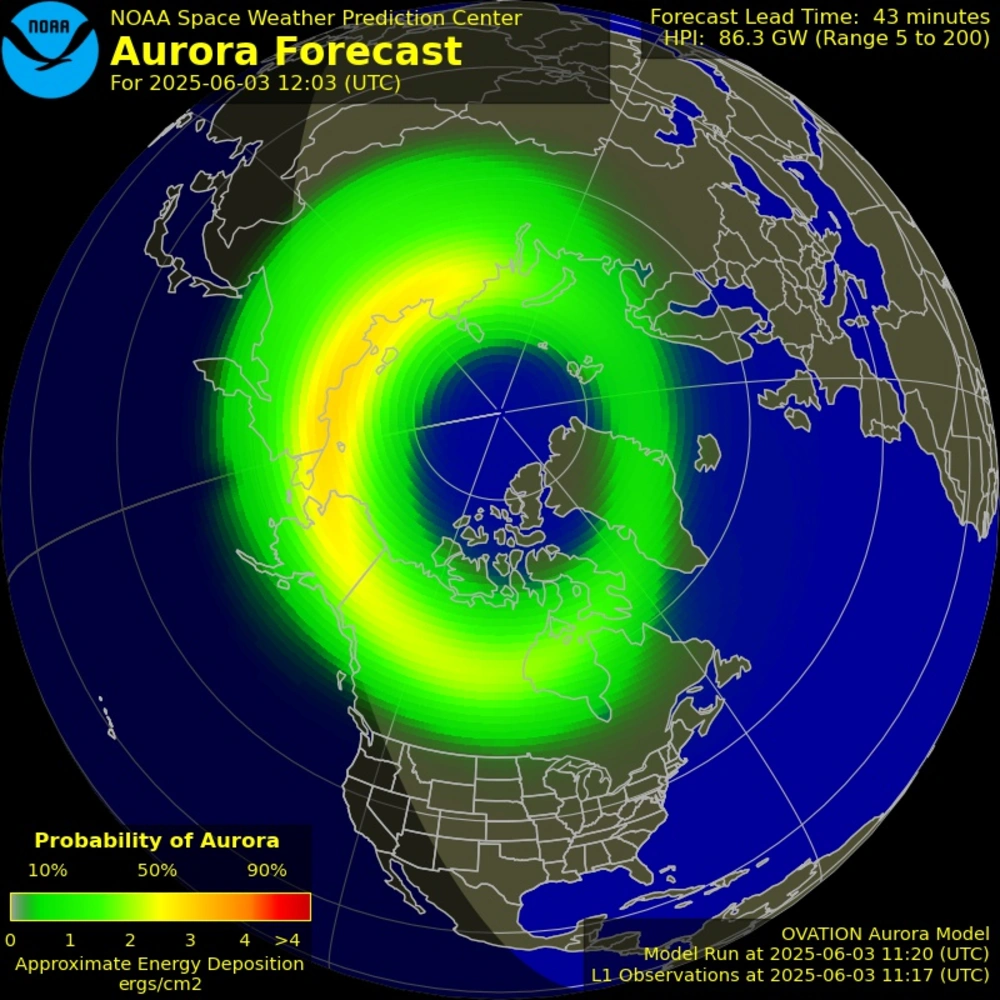 NOAA
NOAA Space Weather Prediction Center
Aurora Forecast
For 2025-06-03 12:03 (UTC)
Forecast Lead Time: 43 minutes
HPI: 86.3 GW (Range 5 to 200)
Probability of Aurora
10% 50% 90%
0 1 2 3 4 >4
Approximate Energy Deposition
ergs/cm2
OVATION Aurora Model
Model Run at 2025-06-03 11:20 (UTC)
L1 Observations at 2025-06-03 11:17 (UTC)